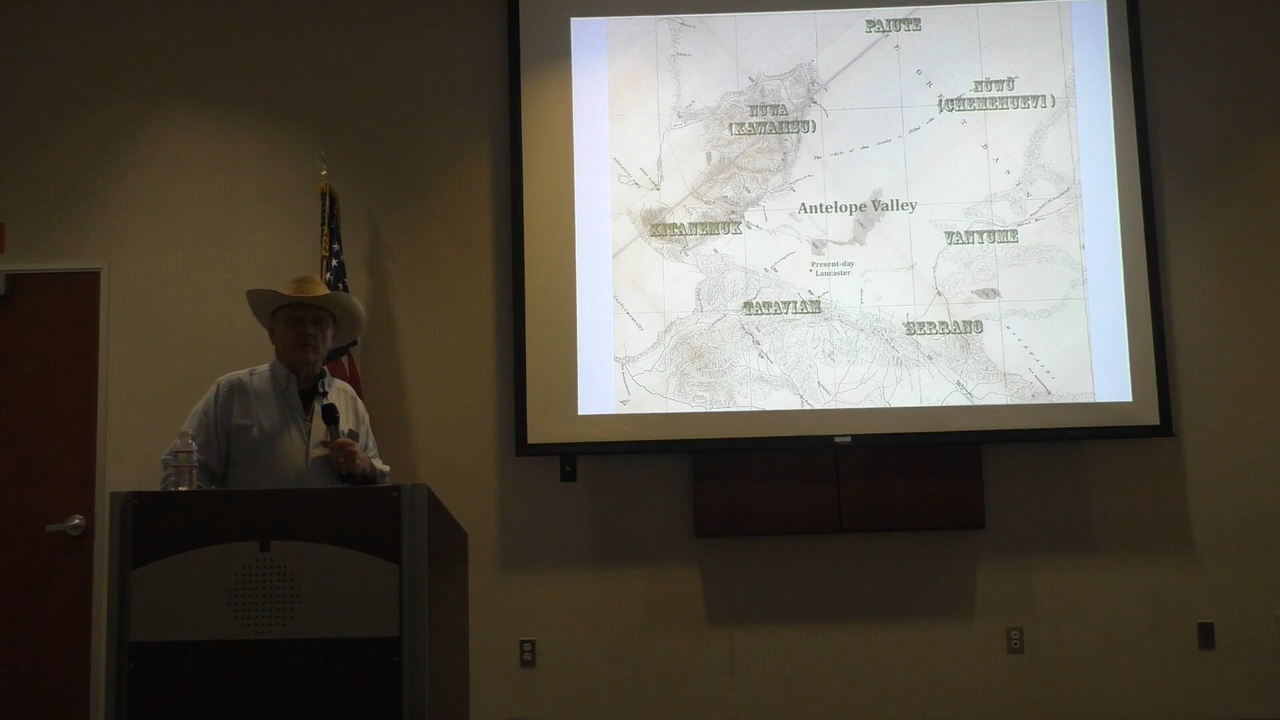 PAIUTE
NÜWÜ
(CHEMEHUEVI)
NÜWA
(KAWAIISU)
Antelope Valley
KITANEMUK
VANYUME
Present-day
Lancaster
TATAVIAM
SERRANO